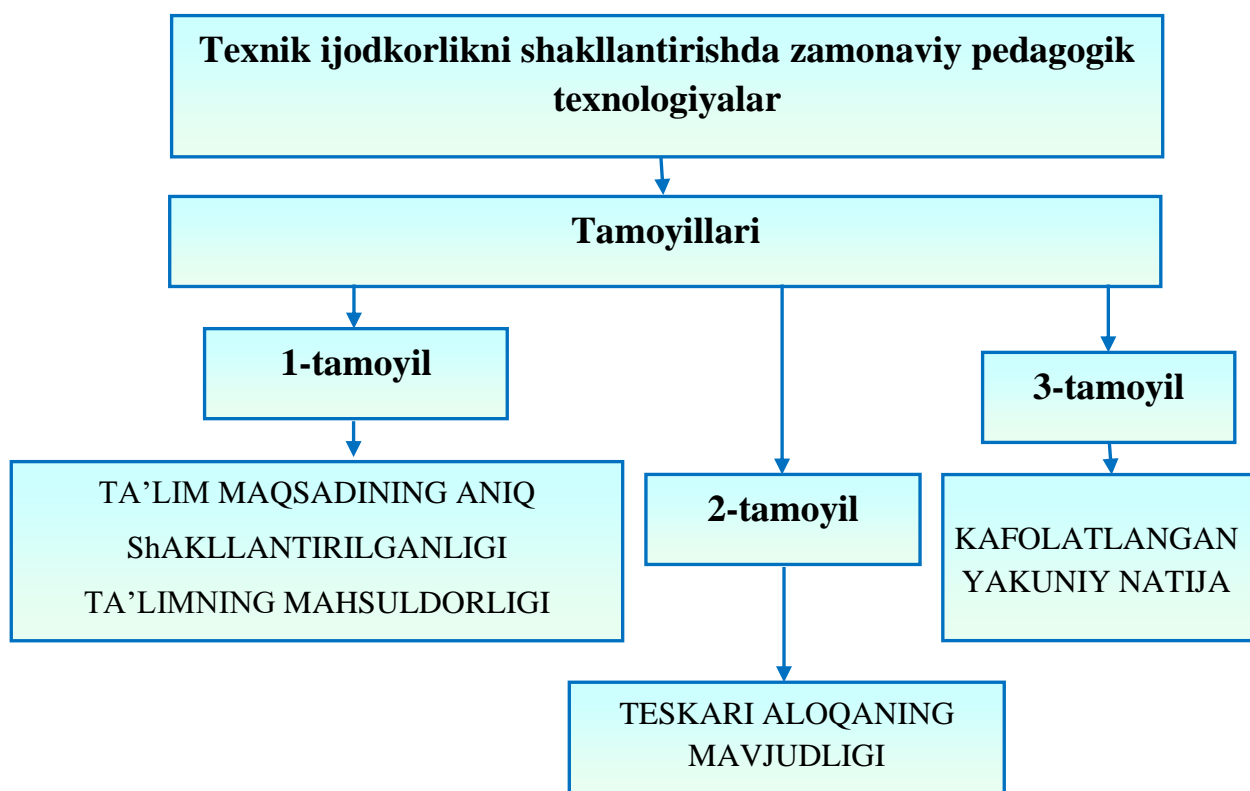 Texnik ijodkorlikni shakllantirishda zamonaviy pedagogik
texnologiyalar
Tamoyillari
1-tamoyil
TA’LIM MAQSADINING ANIQ
ShAKLLANTIRILGANLIGI
TA’LIMNING MAHSULDORLIGI
2-tamoyil
TESKARI ALOQANING
MAVJUDLIGI
3-tamoyil
KAFOLATLANGAN
YAKUNIY NATIJA